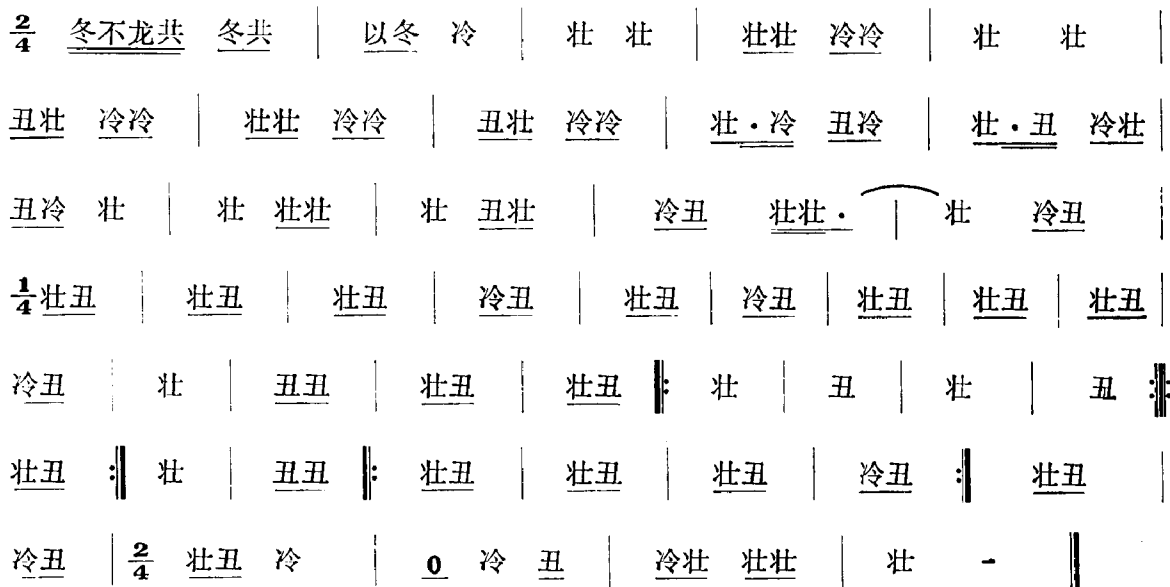 2/4 冬不龙共 冬共 | 以冬 冷 | 壮 壮 | 壮壮 冷冷 | 壮 壮 |
丑壮 冷冷 | 壮壮 冷冷 | 丑壮 冷冷 | 壮·冷 丑冷 | 壮·丑 冷壮 |
丑冷 壮 | 壮 壮壮 | 壮 丑壮 | 冷丑 壮壮· | 壮 冷丑 |
1/4 壮丑 | 壮丑 | 壮丑 | 冷丑 | 壮丑 | 冷丑 | 壮丑 | 壮丑 | 壮丑 |
冷丑 | 壮 | 丑丑 | 壮丑 | 壮丑 ‖: 壮 | 丑 | 壮 | 丑 :‖:
壮丑 :‖ 壮 | 丑丑 ‖: 壮丑 | 壮丑 | 壮丑 | 冷丑 :‖ 壮丑 |
冷丑 | 2/4 壮丑 冷 | 0 冷 丑 | 冷壮 壮壮 | 壮 - ‖